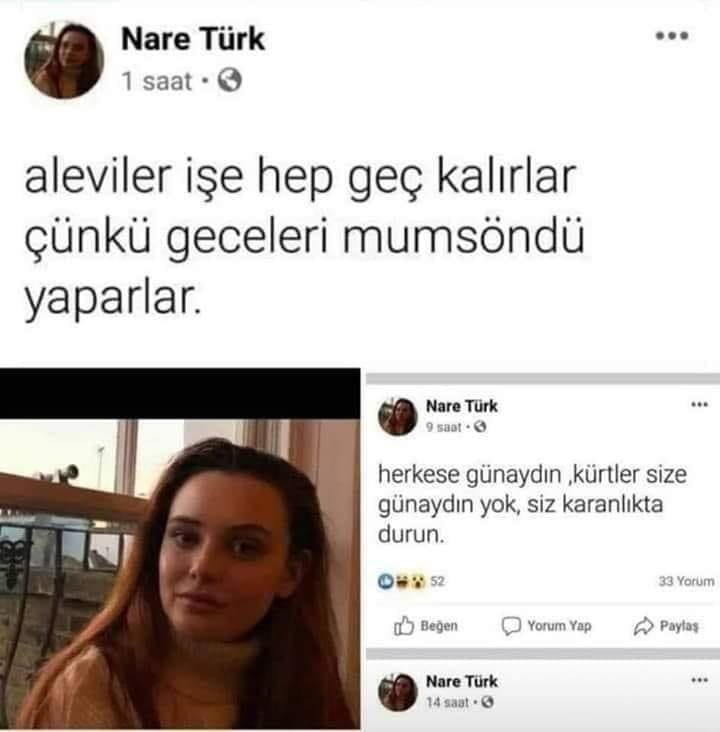 Nare Türk
1 saat ·
aleviler işe hep geç kalırlar
çünkü geceleri mumsöndü
yaparlar.
Nare Türk
9 saat ·
herkese günaydın ,kürtler size
günaydın yok, siz karanlıkta
durun.
52
33 Yorum
Beğen
Yorum Yap
Paylaş
Nare Türk
14 saat ·